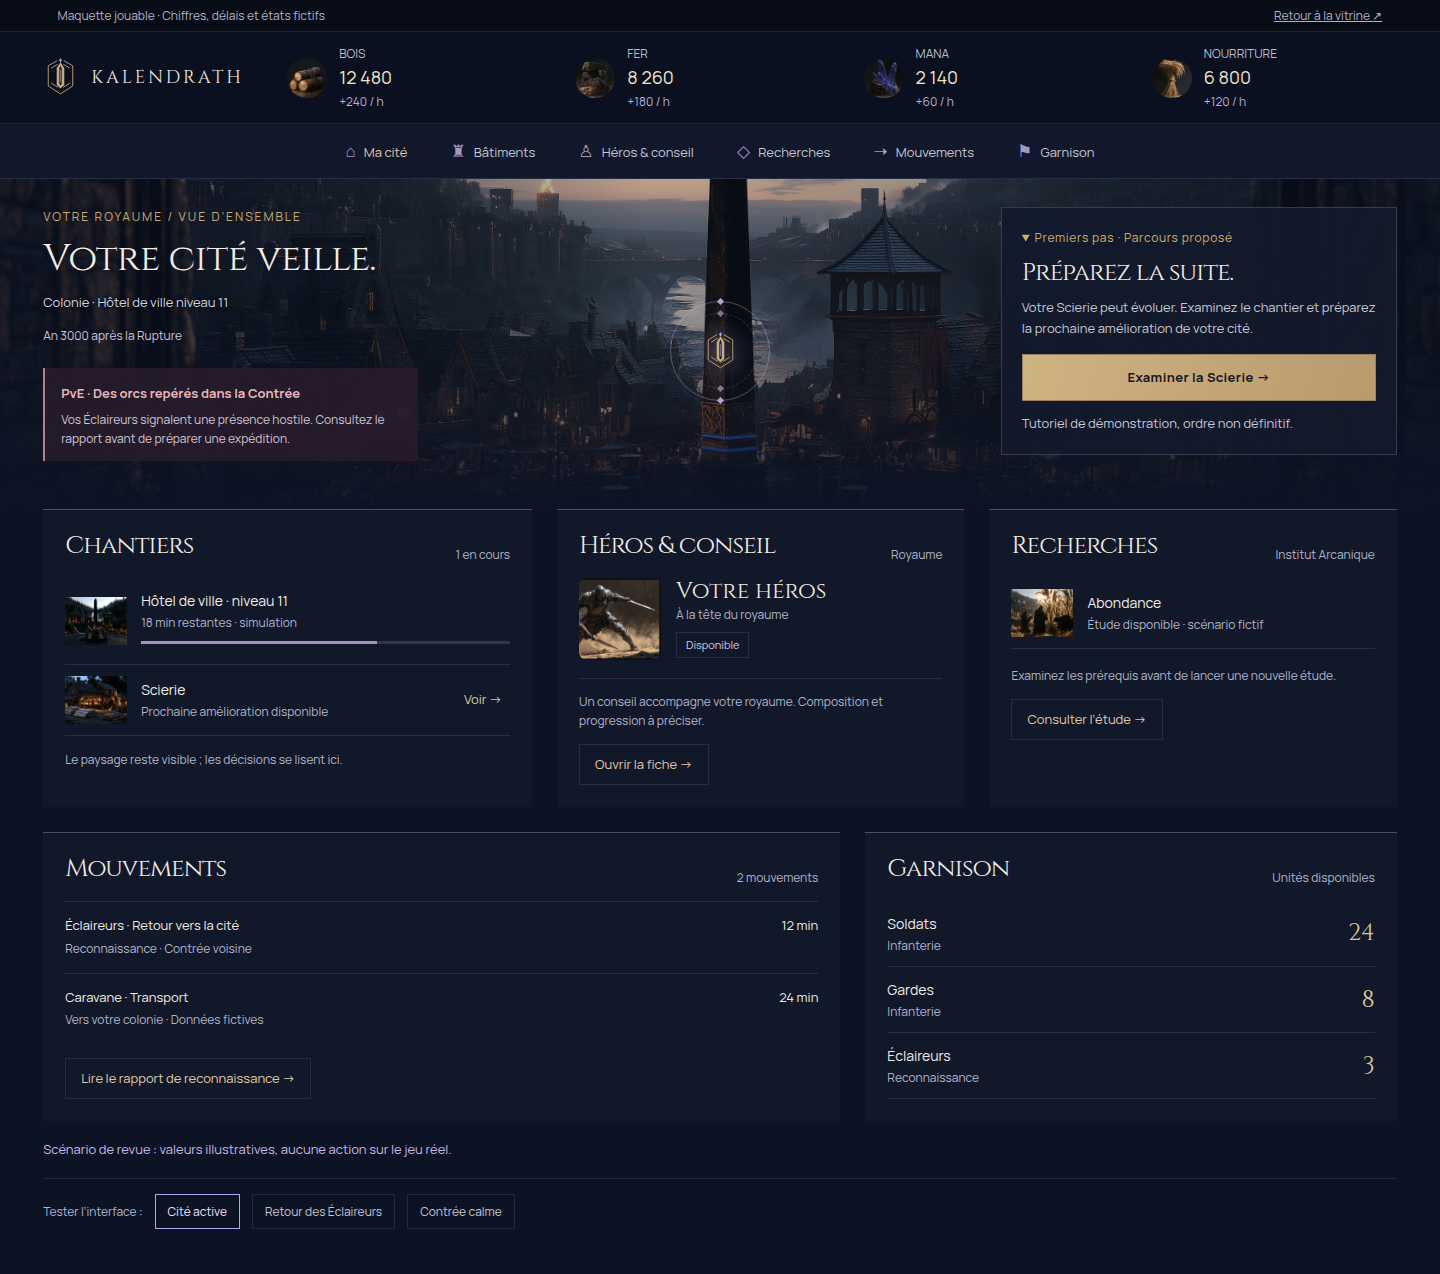 Maquette jouable · Chiffres, délais et états fictifs
Retour à la vitrine ↗
KALENDRATH
BOIS
12 480
+240 / h
FER
8 260
+180 / h
MANA
2 140
+60 / h
NOURRITURE
6 800
+120 / h
Ma cité
Bâtiments
Héros & conseil
Recherches
Mouvements
Garnison
VOTRE ROYAUME / VUE D'ENSEMBLE
Votre cité veille.
Colonie · Hôtel de ville niveau 11
An 3000 après la Rupture
PvE · Des orcs repérés dans la Contrée
Vos Éclaireurs signalent une présence hostile. Consultez le
rapport avant de préparer une expédition.
▼ Premiers pas · Parcours proposé
Préparez la suite.
Votre Scierie peut évoluer. Examinez le chantier et préparez
la prochaine amélioration de votre cité.
Examiner la Scierie →
Tutoriel de démonstration, ordre non définitif.
Chantiers
1 en cours
Hôtel de ville · niveau 11
18 min restantes · simulation
Scierie
Prochaine amélioration disponible
Voir →
Le paysage reste visible ; les décisions se lisent ici.
Héros & conseil
Royaume
Votre héros
À la tête du royaume
Disponible
Un conseil accompagne votre royaume. Composition et
progression à préciser.
Ouvrir la fiche →
Recherches
Institut Arcanique
Abondance
Étude disponible · scénario fictif
Examinez les prérequis avant de lancer une nouvelle étude.
Consulter l'étude →
Mouvements
2 mouvements
Éclaireurs · Retour vers la cité
12 min
Reconnaissance · Contrée voisine
Caravane · Transport
24 min
Vers votre colonie · Données fictives
Lire le rapport de reconnaissance →
Garnison
Unités disponibles
Soldats
Infanterie
24
Gardes
Infanterie
8
Éclaireurs
Reconnaissance
3
Scénario de revue : valeurs illustratives, aucune action sur le jeu réel.
Tester l'interface :
Cité active
Retour des Éclaireurs
Contrée calme